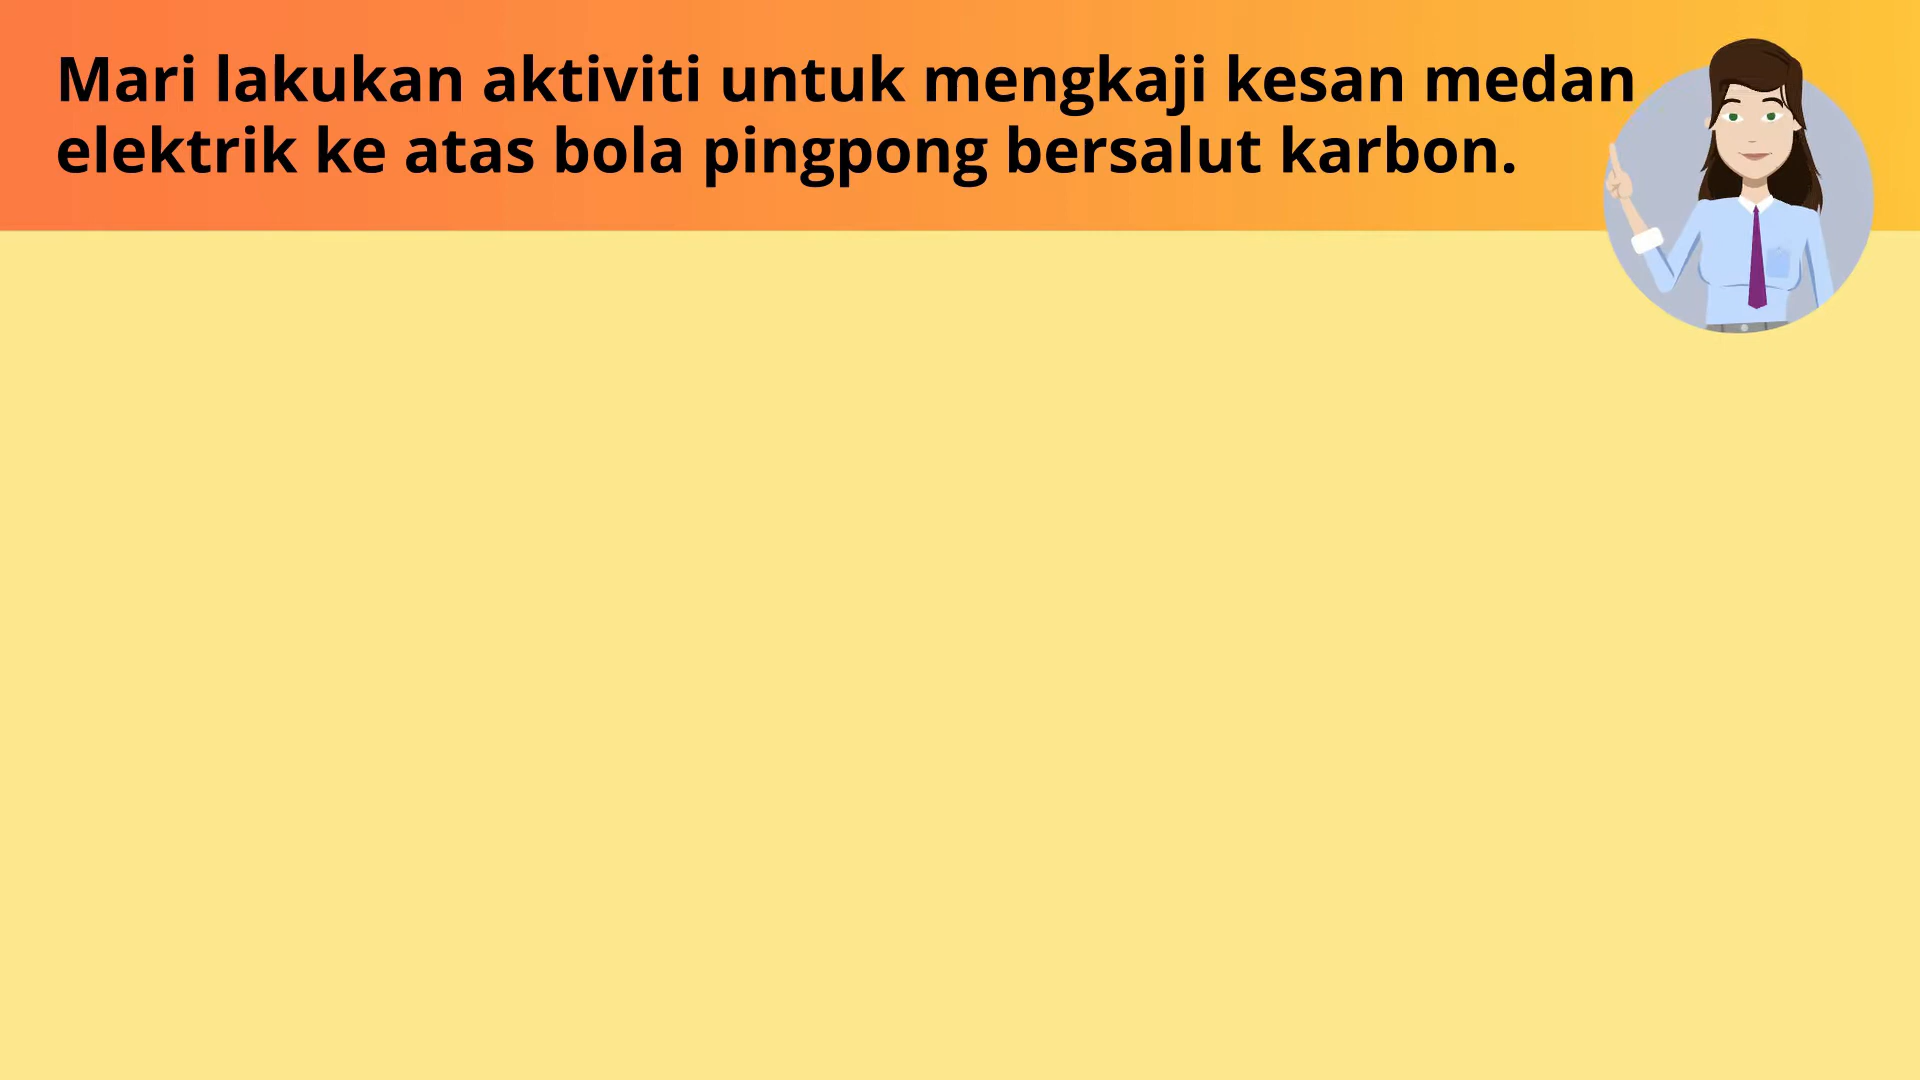 Mari lakukan aktiviti untuk mengkaji kesan medan
elektrik ke atas bola pingpong bersalut karbon.